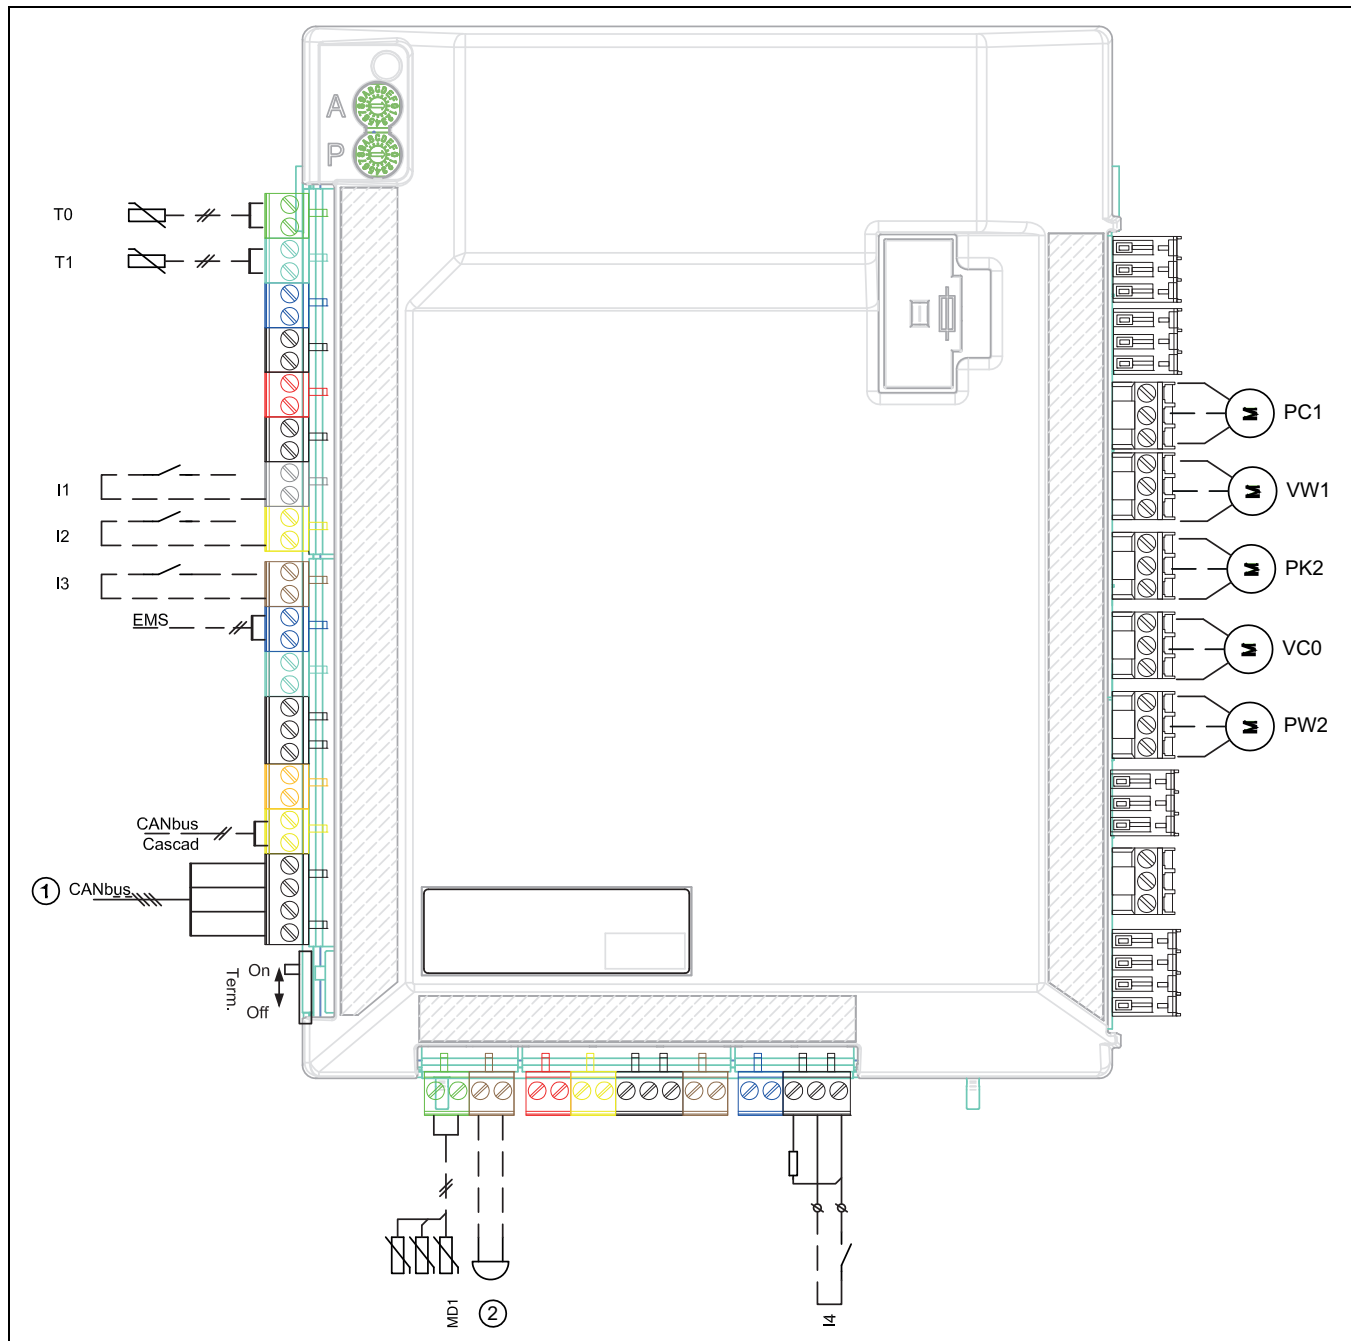 A
P
T0
T1
I1
I2
I3
EMS
CANbus
Cascad
1 CANbus
On
Off
Term.
M PC1
M VW1
M PK2
M VC0
M PW2
MD1
2
I4